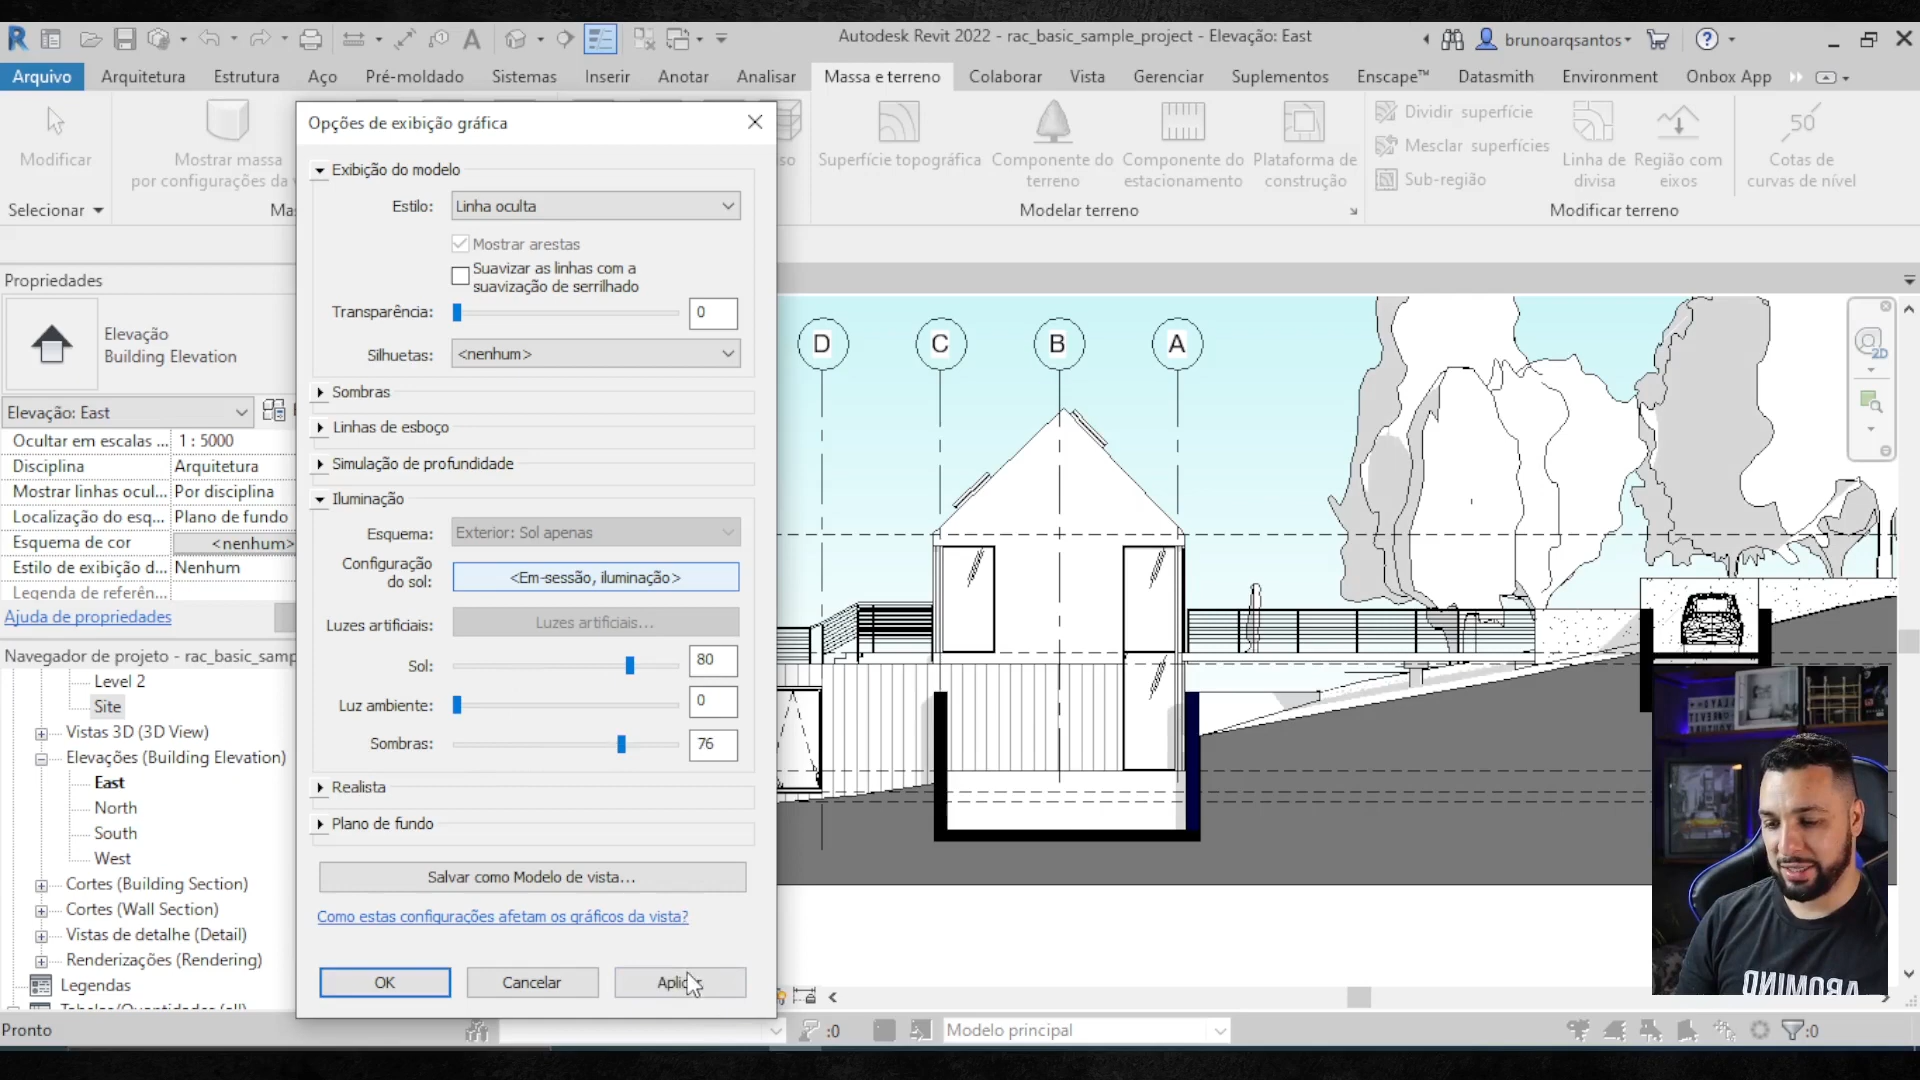 Autodesk Revit 2022 - rac_basic_sample_project - Elevação: East
brunoarqsantos
Arquivo Arquitetura Estrutura Aço Pré-moldado Sistemas Inserir Anotar Analisar Massa e terreno Colaborar Vista Gerenciar Suplementos Enscape™ Datasmith Environment Onbox App
Modificar
Mostrar massa
por configurações da
Selecionar
Superfície topográfica
Componente do
terreno
Componente do
estacionamento
Plataforma de
construção
Modelar terreno
Dividir superfície
Mesclar superfícies
Sub-região
Linha de
divisa
Região com
eixos
50
Cotas de
curvas de nível
Modificar terreno
Propriedades
Elevação
Building Elevation
Elevação: East
Ocultar em escalas ... 1 : 5000
Disciplina Arquitetura
Mostrar linhas ocul... Por disciplina
Localização do esq... Plano de fundo
Esquema de cor <nenhum>
Estilo de exibição d... Nenhum
Legenda de referên...
Ajuda de propriedades
Navegador de projeto - rac_basic_samp
Level 2
Site
Vistas 3D (3D View)
Elevações (Building Elevation)
East
North
South
West
Cortes (Building Section)
Cortes (Wall Section)
Vistas de detalhe (Detail)
Renderizações (Rendering)
Legendas
Opções de exibição gráfica
Exibição do modelo
Estilo: Linha oculta
Mostrar arestas
Suavizar as linhas com a
suavização de serrilhado
Transparência: 0
Silhuetas: <nenhum>
Sombras
Linhas de esboço
Simulação de profundidade
Iluminação
Esquema: Exterior: Sol apenas
Configuração
do sol: <Em-sessão, iluminação>
Luzes artificiais: Luzes artificiais...
Sol: 80
Luz ambiente: 0
Sombras: 76
Realista
Plano de fundo
Salvar como Modelo de vista...
Como estas configurações afetam os gráficos da vista?
OK Cancelar
D C B A
2D
Pronto
:0
Modelo principal
:0